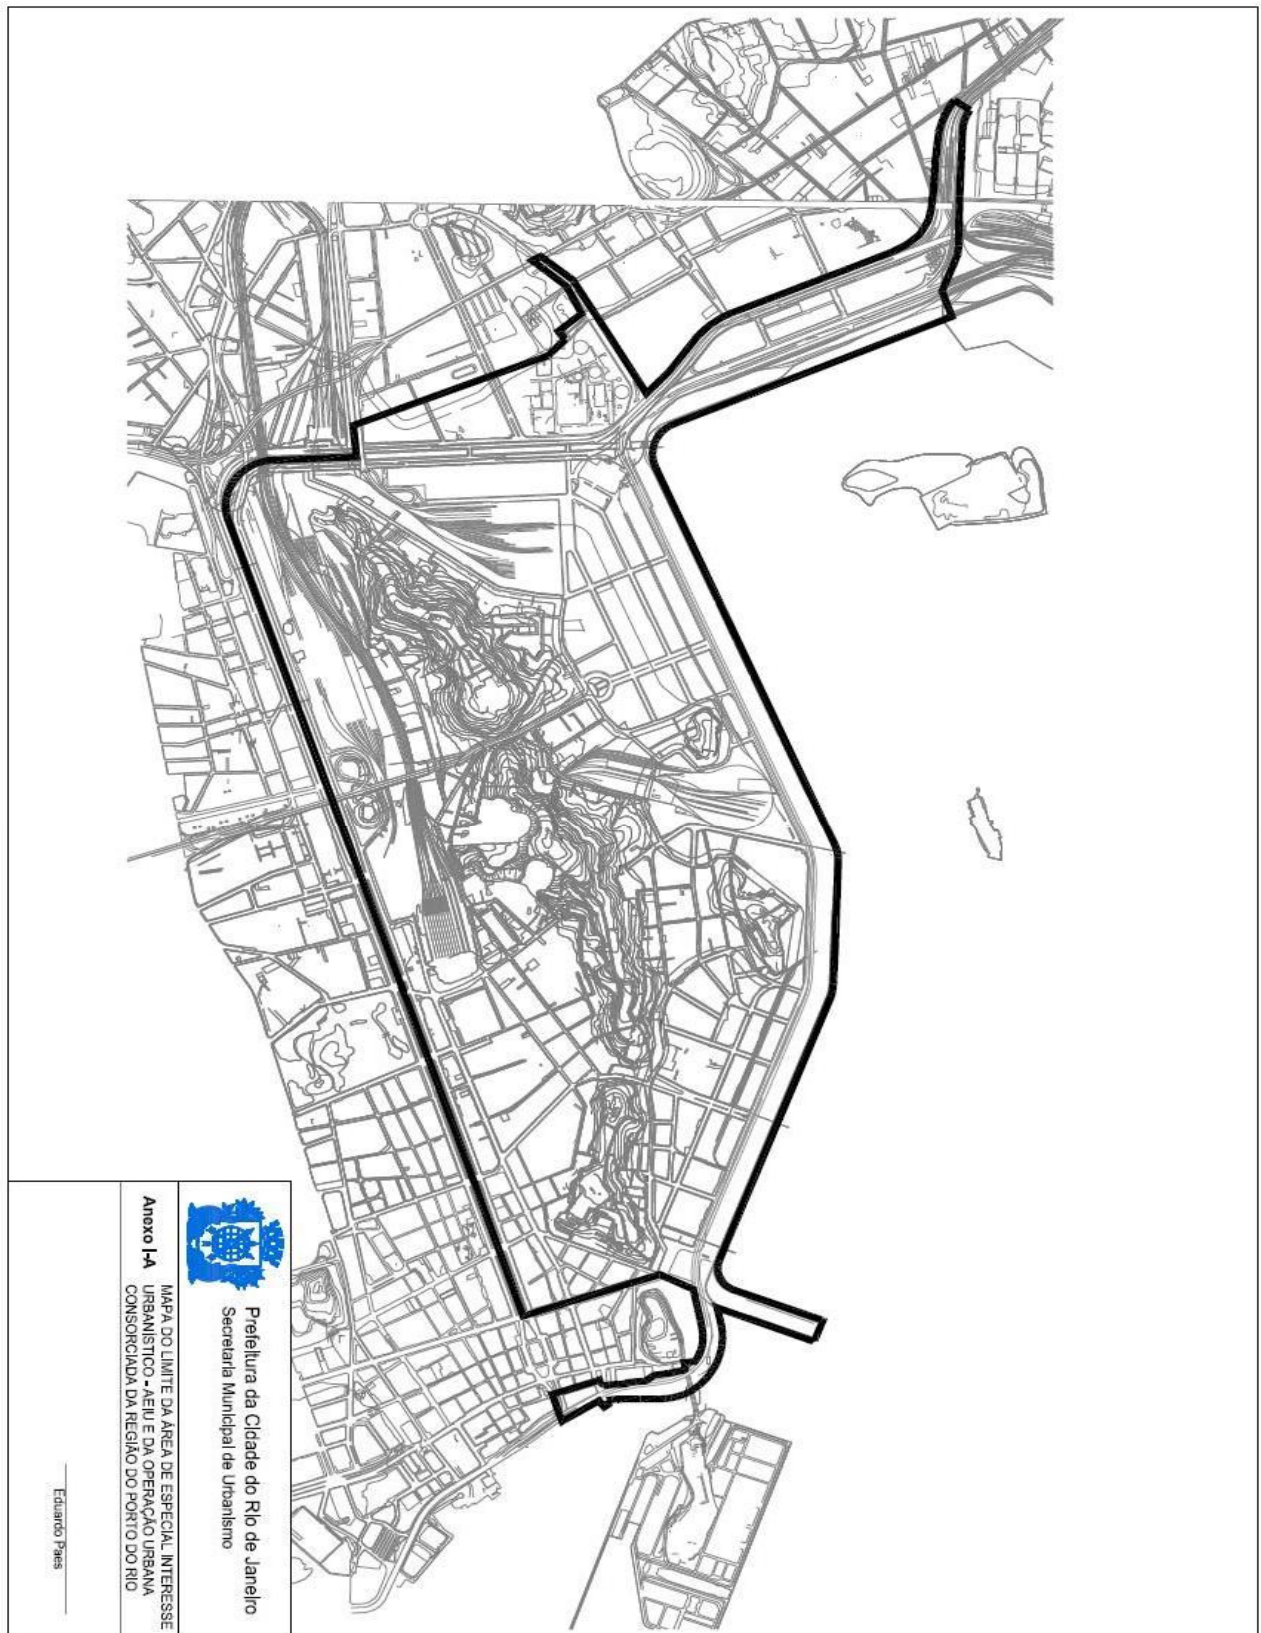 Prefeitura da Cidade do Rio de Janeiro
Secretaria Municipal de Urbanismo
Anexo I-A
MAPA DO LIMITE DA ÁREA DE ESPECIAL INTERESSE
URBANÍSTICO - AEIU E DA OPERAÇÃO URBANA
CONSORCIADA DA REGIÃO DO PORTO DO RIO
Eduardo Paes